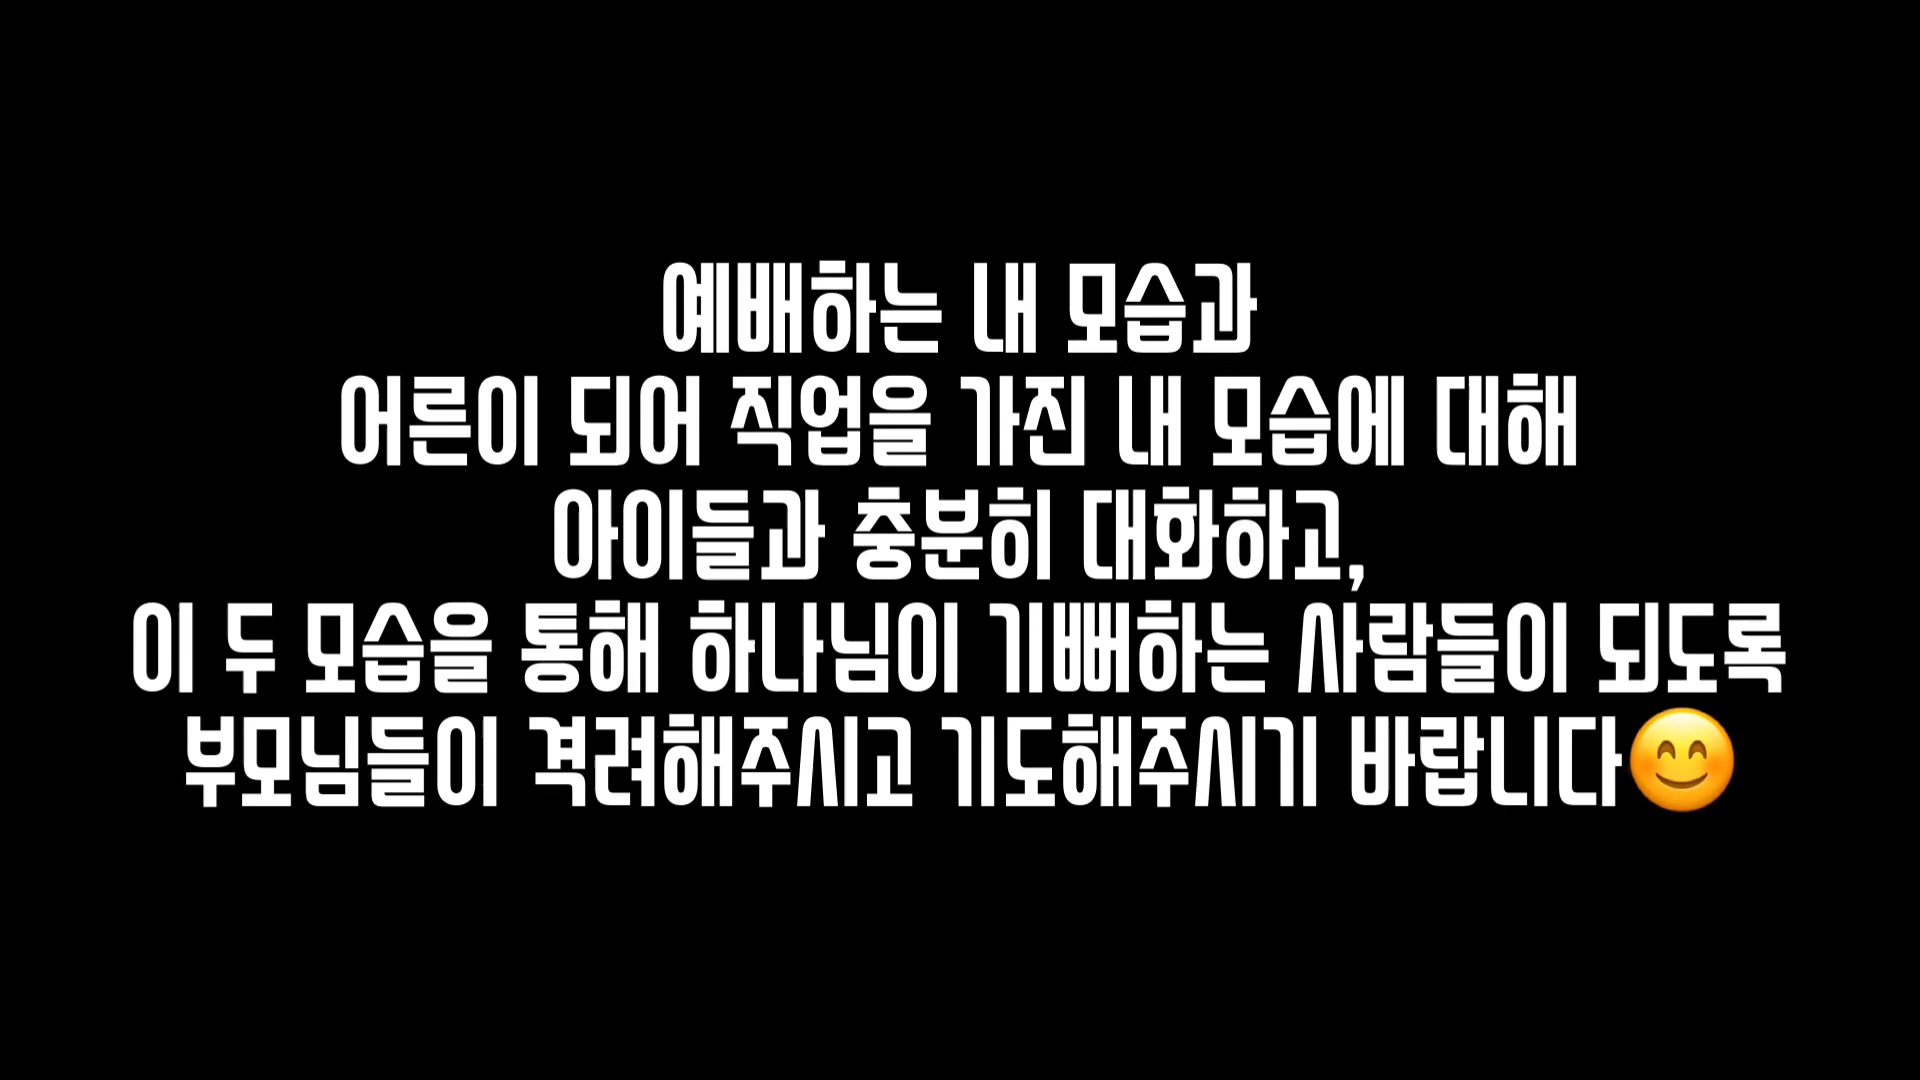 예배하는 내 모습과
어른이 되어 직업을 가진 내 모습에 대해
아이들과 충분히 대화하고,
이 두 모습을 통해 하나님이 기뻐하는 사람들이 되도록
부모님들이 격려해주시고 기도해주시기 바랍니다😊